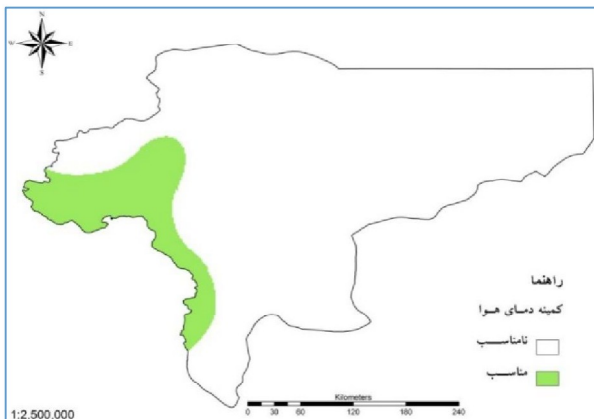 N
W
E
S
راهنما
کمینه دمای هوا
نامناسب
مناسب
Kilometers
0 30 60 120 180 240
1:2.500.000